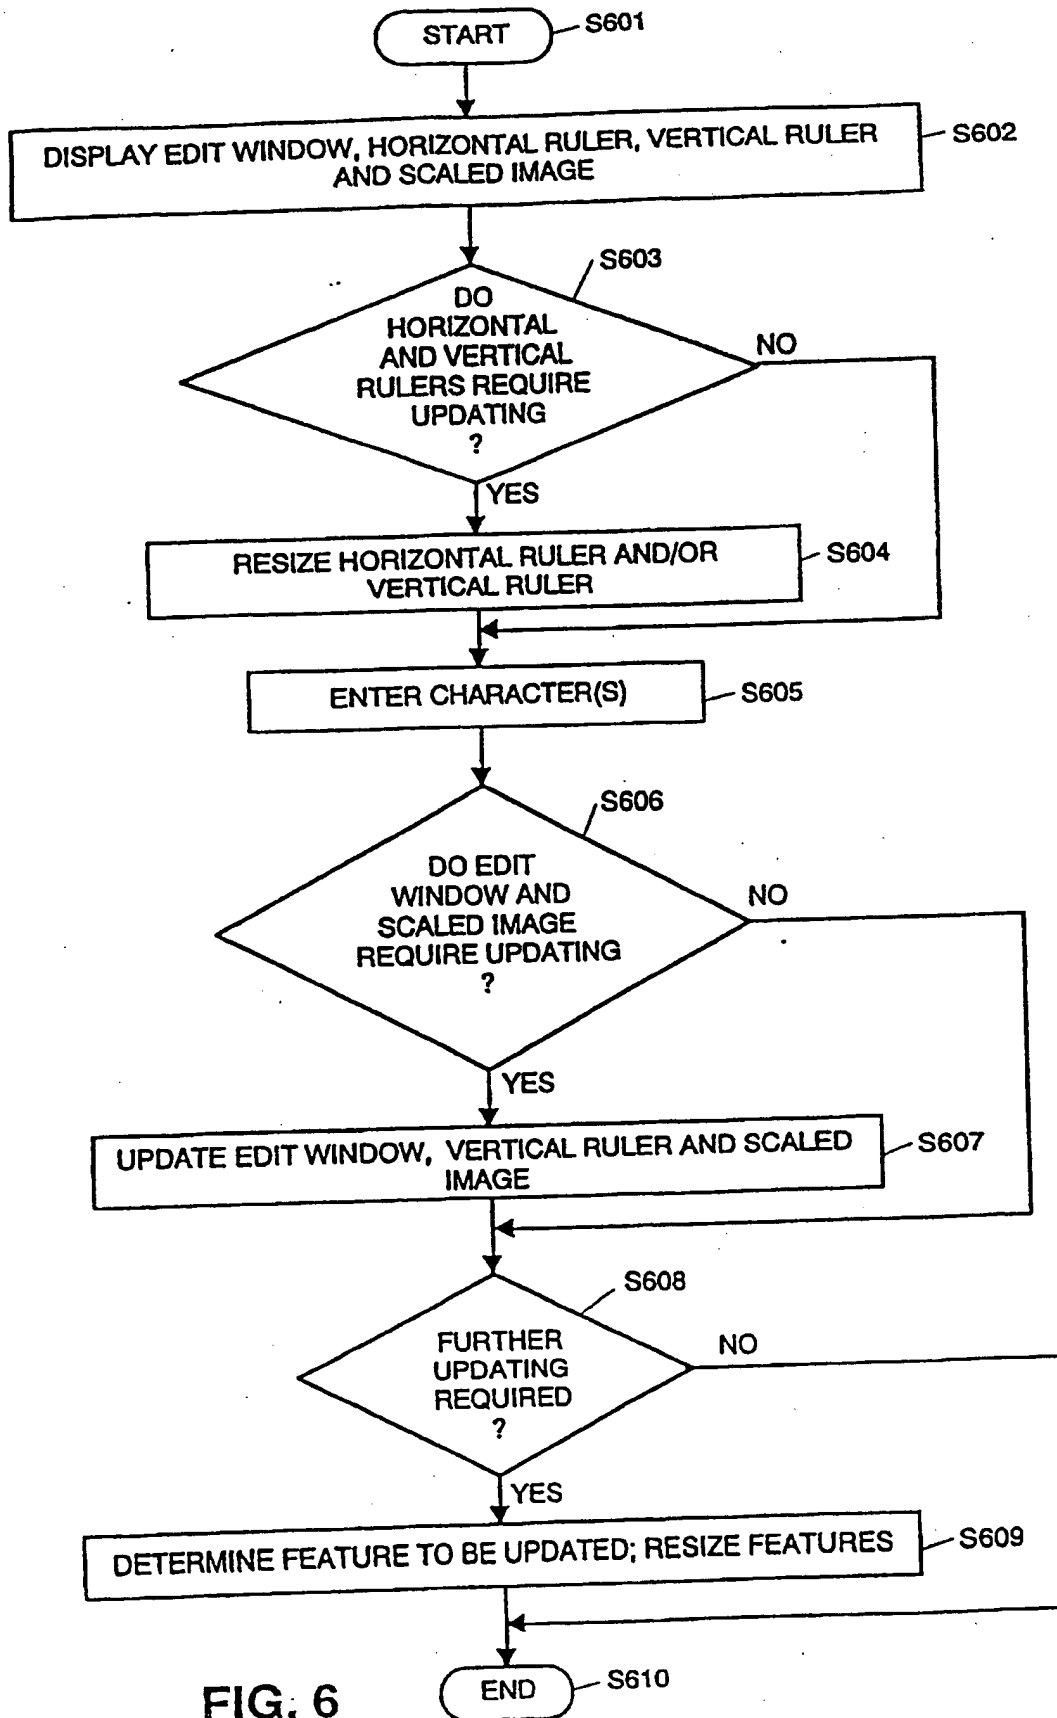 START
S601
DISPLAY EDIT WINDOW, HORIZONTAL RULER, VERTICAL RULER
AND SCALED IMAGE
S602
S603
DO
HORIZONTAL
AND VERTICAL
RULERS REQUIRE
UPDATING
?
NO
YES
RESIZE HORIZONTAL RULER AND/OR
VERTICAL RULER
S604
ENTER CHARACTER(S)
S605
S606
DO EDIT
WINDOW AND
SCALED IMAGE
REQUIRE UPDATING
?
NO
YES
UPDATE EDIT WINDOW, VERTICAL RULER AND SCALED
IMAGE
S607
S608
FURTHER
UPDATING
REQUIRED
?
NO
YES
DETERMINE FEATURE TO BE UPDATED; RESIZE FEATURES
S609
END
S610
FIG. 6